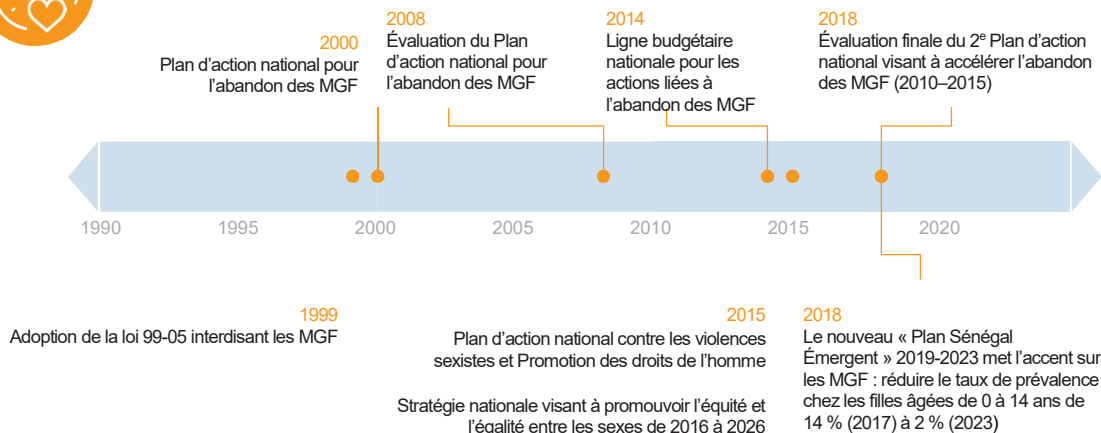 2000
Plan d’action national pour
l’abandon des MGF
2008
Évaluation du Plan
d’action national pour
l’abandon des MGF
2014
Ligne budgétaire
nationale pour les
actions liées à
l’abandon des MGF
2018
Évaluation finale du 2e Plan d’action
national visant à accélérer l’abandon
des MGF (2010–2015)
1990 1995 2000 2005 2010 2015 2020
1999
Adoption de la loi 99-05 interdisant les MGF
2015
Plan d’action national contre les violences
sexistes et Promotion des droits de l’homme
Stratégie nationale visant à promouvoir l’équité et
l’égalité entre les sexes de 2016 à 2026
2018
Le nouveau « Plan Sénégal
Émergent » 2019-2023 met l’accent sur
les MGF : réduire le taux de prévalence
chez les filles âgées de 0 à 14 ans de
14 % (2017) à 2 % (2023)